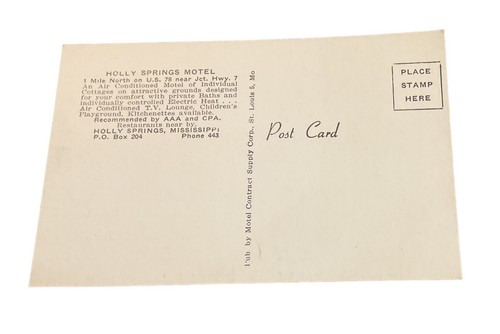 HOLLY SPRINGS MOTEL
1 Mile North on U.S. 78 near Jct. Hwy. 7
An Air Conditioned Motel of Individual
Cottages on attractive grounds designed
for your comfort with private Baths and
individually controlled Electric Heat . . .
Air Conditioned T.V. Lounge, Children's
Playground, Kitchenettes available.
Recommended by AAA and CPA.
Restaurants near by.
HOLLY SPRINGS, MISSISSIPPI
P.O. Box 204 Phone 443
Pub. by Motel Contract Supply Corp., St. Louis 5, Mo
Post Card
PLACE
STAMP
HERE